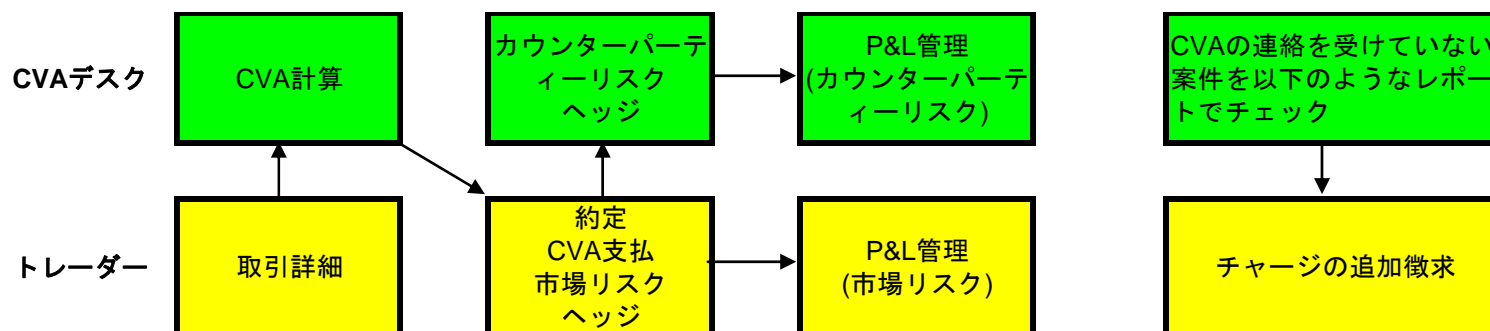 CVAデスク
CVA計算
カウンターパーテ
ィーリスク
ヘッジ
P&L管理
(カウンターパーテ
ィーリスク)
CVAの連絡を受けていない
案件を以下のようなレポー
トでチェック
トレーダー
取引詳細
約定
CVA支払
市場リスク
ヘッジ
P&L管理
(市場リスク)
チャージの追加徴求